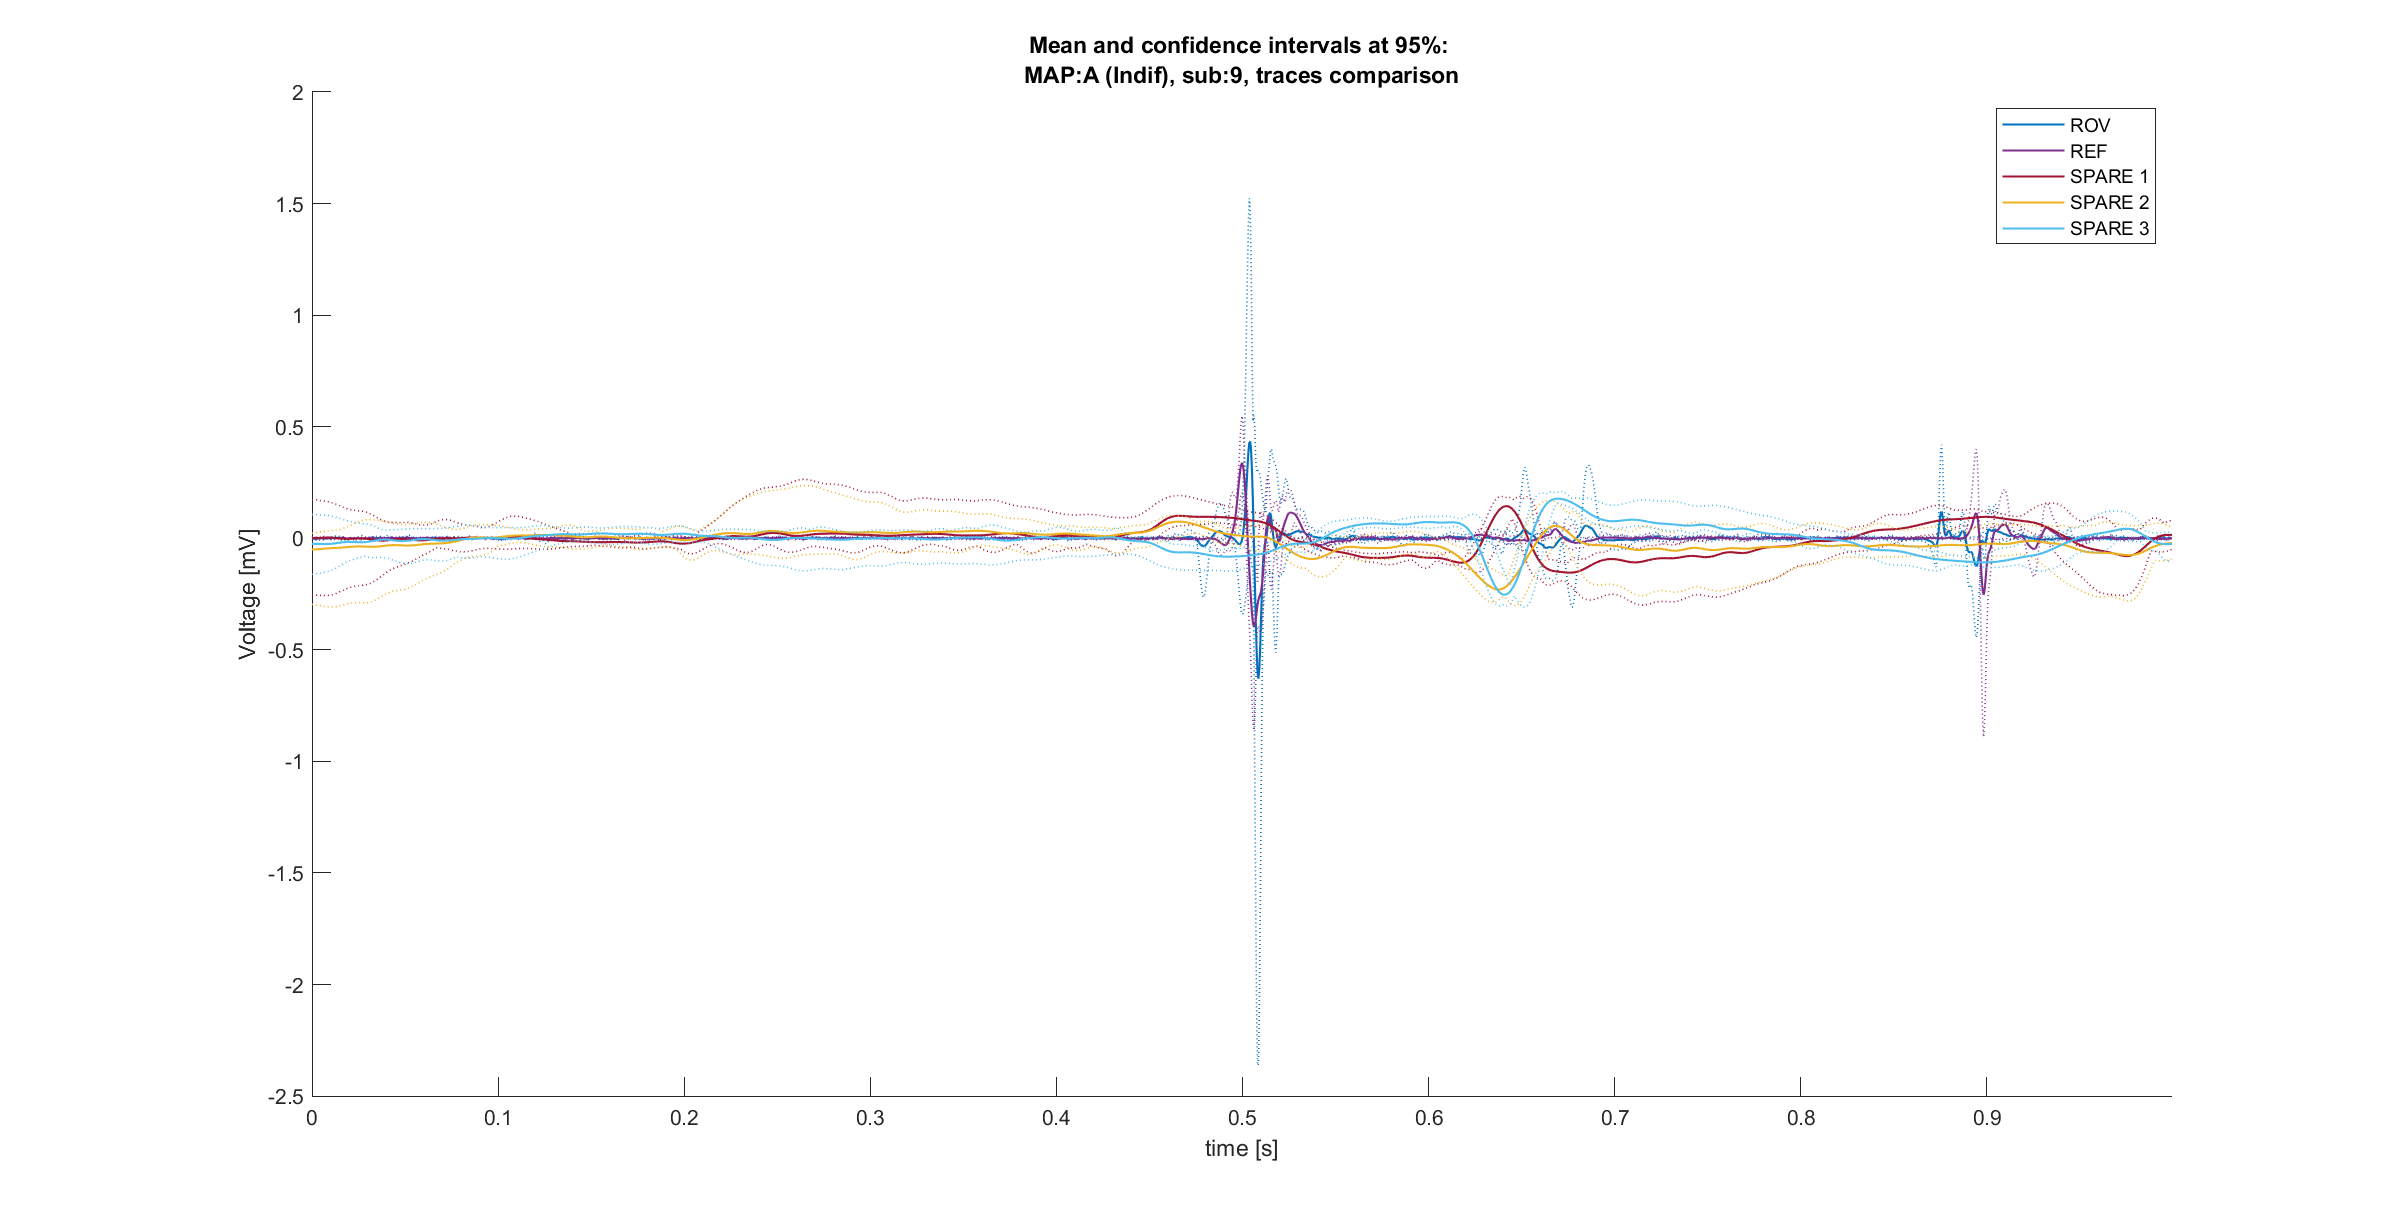 Mean and confidence intervals at 95%:
MAP:A (Indif), sub:9, traces comparison
ROV
REF
SPARE 1
SPARE 2
SPARE 3
Voltage [mV]
2
1.5
1
0.5
0
-0.5
-1
-1.5
-2
-2.5
0 0.1 0.2 0.3 0.4 0.5 0.6 0.7 0.8 0.9
time [s]